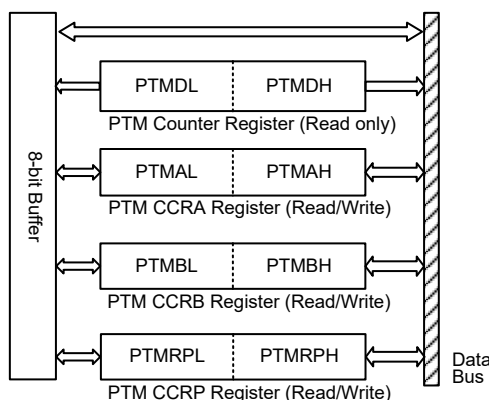 PTMDL PTMDH
PTM Counter Register (Read only)
PTMAL PTMAH
PTM CCRA Register (Read/Write)
8-bit Buffer
PTMBL PTMBH
PTM CCRB Register (Read/Write)
PTMRPL PTMRPH
PTM CCRP Register (Read/Write)
Data
Bus